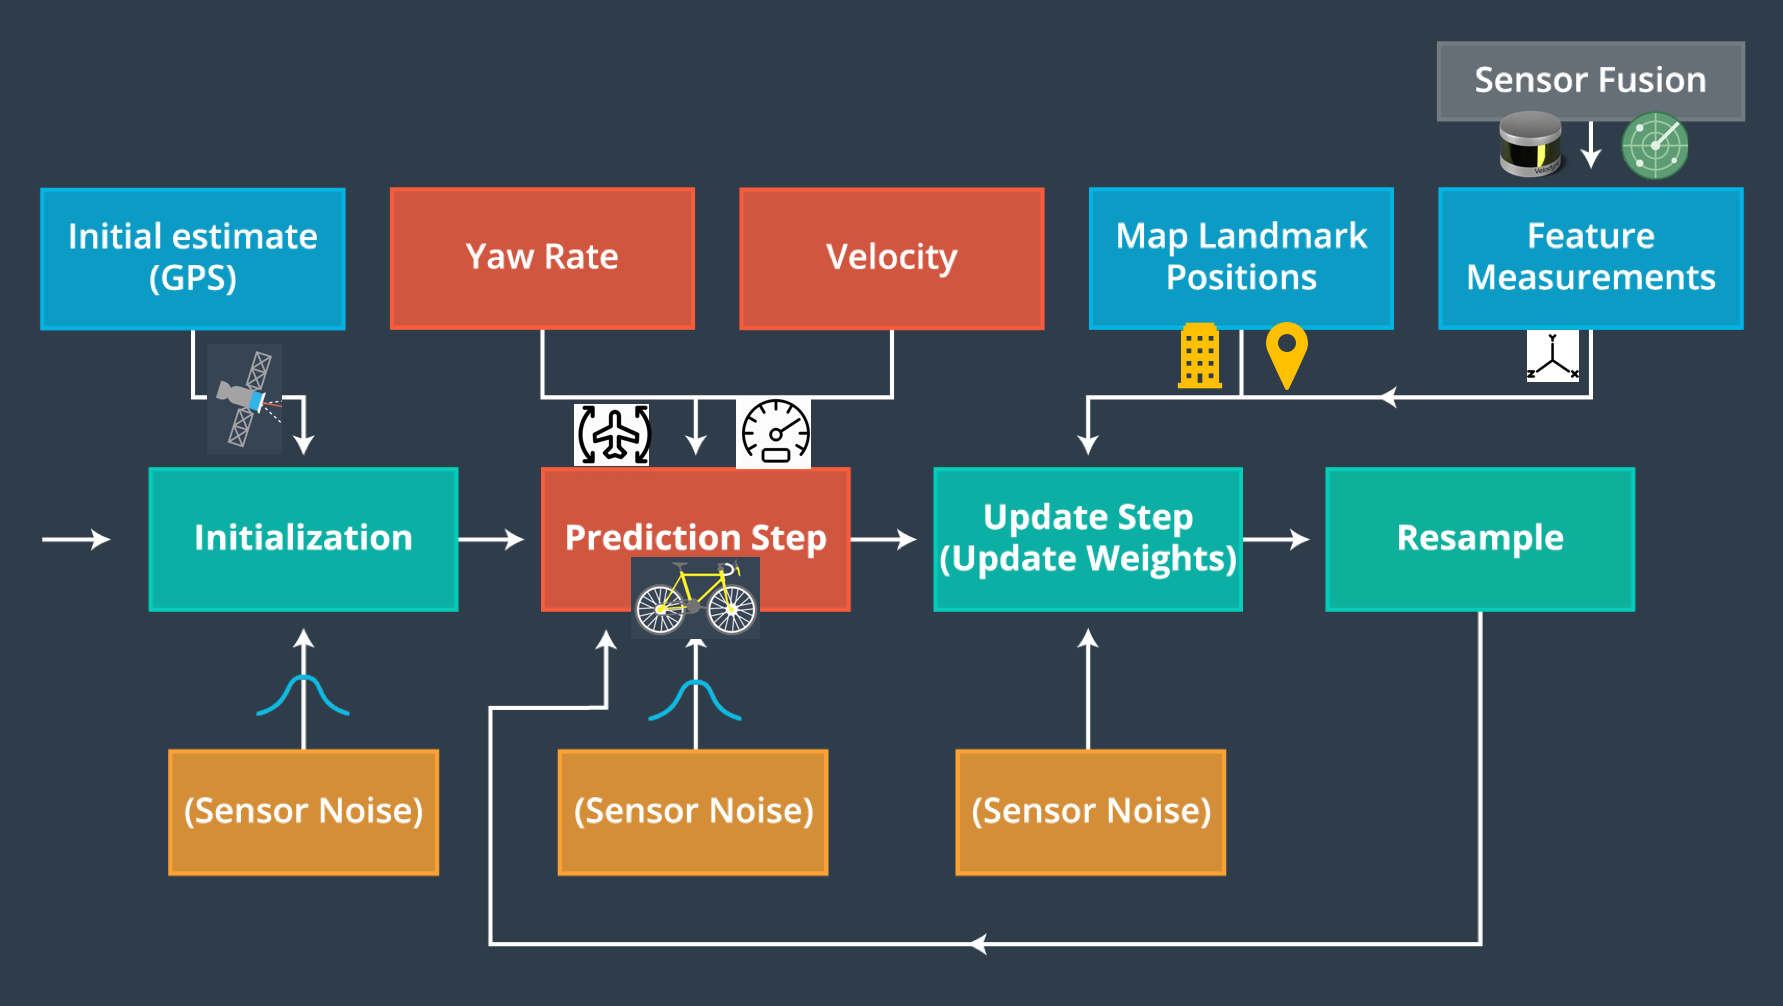 Sensor Fusion
Initial estimate
(GPS)
Yaw Rate
Velocity
Map Landmark
Positions
Feature
Measurements
Y
Z
X
Initialization
Prediction Step
Update Step
(Update Weights)
Resample
(Sensor Noise)
(Sensor Noise)
(Sensor Noise)